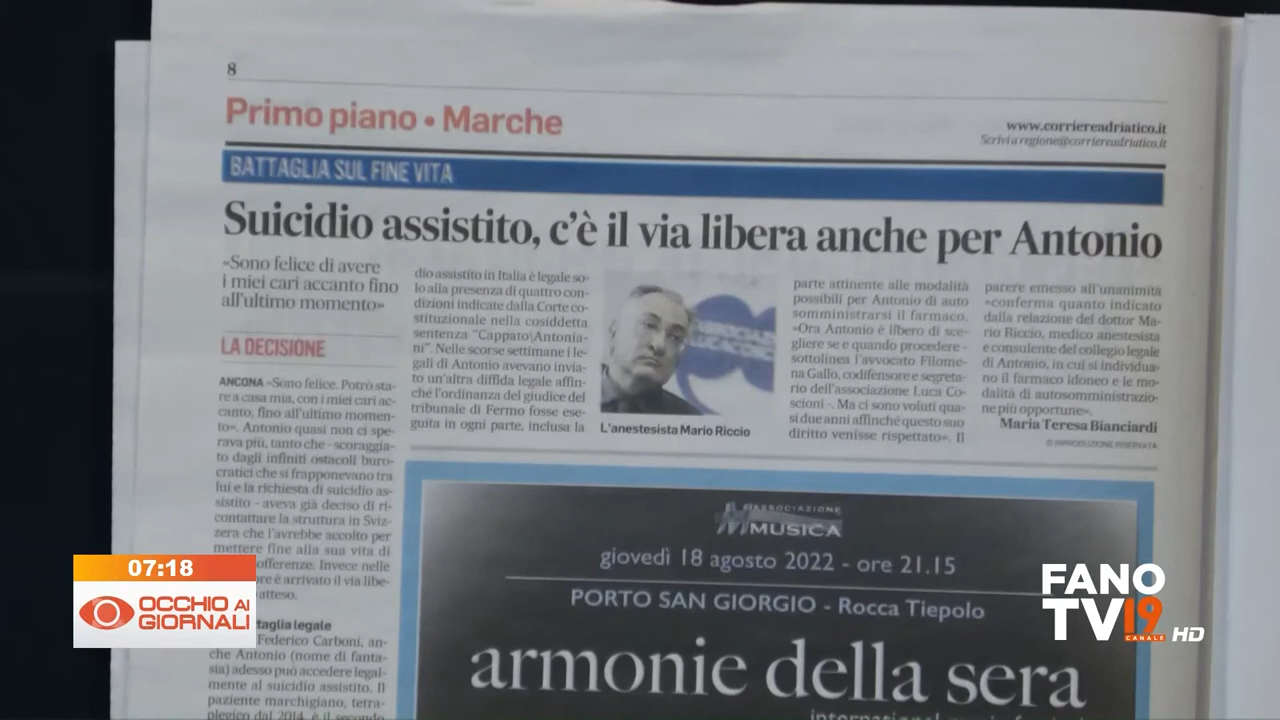 8
Primo piano • Marche
www.corriereadriatico.it
Scrivi a regione@corriereadriatico.it
BATTAGLIA SUL FINE VITA
Suicidio assistito, c'è il via libera anche per Antonio
«Sono felice di avere
i miei cari accanto fino
all'ultimo momento»
LA DECISIONE
ANCONA «Sono felice. Potrò sta-
re a casa mia, con i miei cari ac-
canto, fino all'ultimo momen-
to». Antonio quasi non ci spe-
rava più, tanto che - scoraggia-
to dagli infiniti ostacoli buro-
cratici che si frapponevano tra
lui e la richiesta di suicidio as-
sistito - aveva già deciso di ri-
contattare la struttura in Sviz-
zera che l'avrebbe accolto per
mettere fine alla sua vita di
offerenze. Invece nelle
ore è arrivato il via libe-
atteso.
taglia legale
Federico Carboni, an-
che Antonio (nome di fanta-
sia) adesso può accedere legal-
mente al suicidio assistito. Il
paziente marchigiano, tetra-
plegico dal 2014, è il secondo
dio assistito in Italia è legale so-
lo alla presenza di quattro con-
dizioni indicate dalla Corte co-
stituzionale nella cosiddetta
sentenza "Cappato\Antonia-
ni". Nelle scorse settimane i le-
gali di Antonio avevano invia-
to un'altra diffida legale affin-
ché l'ordinanza del giudice del
tribunale di Fermo fosse ese-
guita in ogni parte, inclusa la
L'anestesista Mario Riccio
parte attinente alle modalità
possibili per Antonio di auto
somministrarsi il farmaco.
«Ora Antonio è libero di sce-
gliere se e quando procedere -
sottolinea l'avvocato Filome-
na Gallo, codifensore e segreta-
rio dell'associazione Luca Co-
scioni -. Ma ci sono voluti qua-
si due anni affinché questo suo
diritto venisse rispettato». Il
parere emesso all'unanimità
«conferma quanto indicato
dalla relazione del dottor Ma-
rio Riccio, medico anestesista
e consulente del collegio legale
di Antonio, in cui si individua-
no il farmaco idoneo e le mo-
dalità di autosomministrazio-
ne più opportune».
Maria Teresa Bianciardi
© RIPRODUZIONE RISERVATA
ASSOCIAZIONE
MUSICA
giovedì 18 agosto 2022 - ore 21.15
PORTO SAN GIORGIO - Rocca Tiepolo
armonie della sera
07:18
OCCHIO AI
GIORNALI
FANO
TV19
CANALE
HD